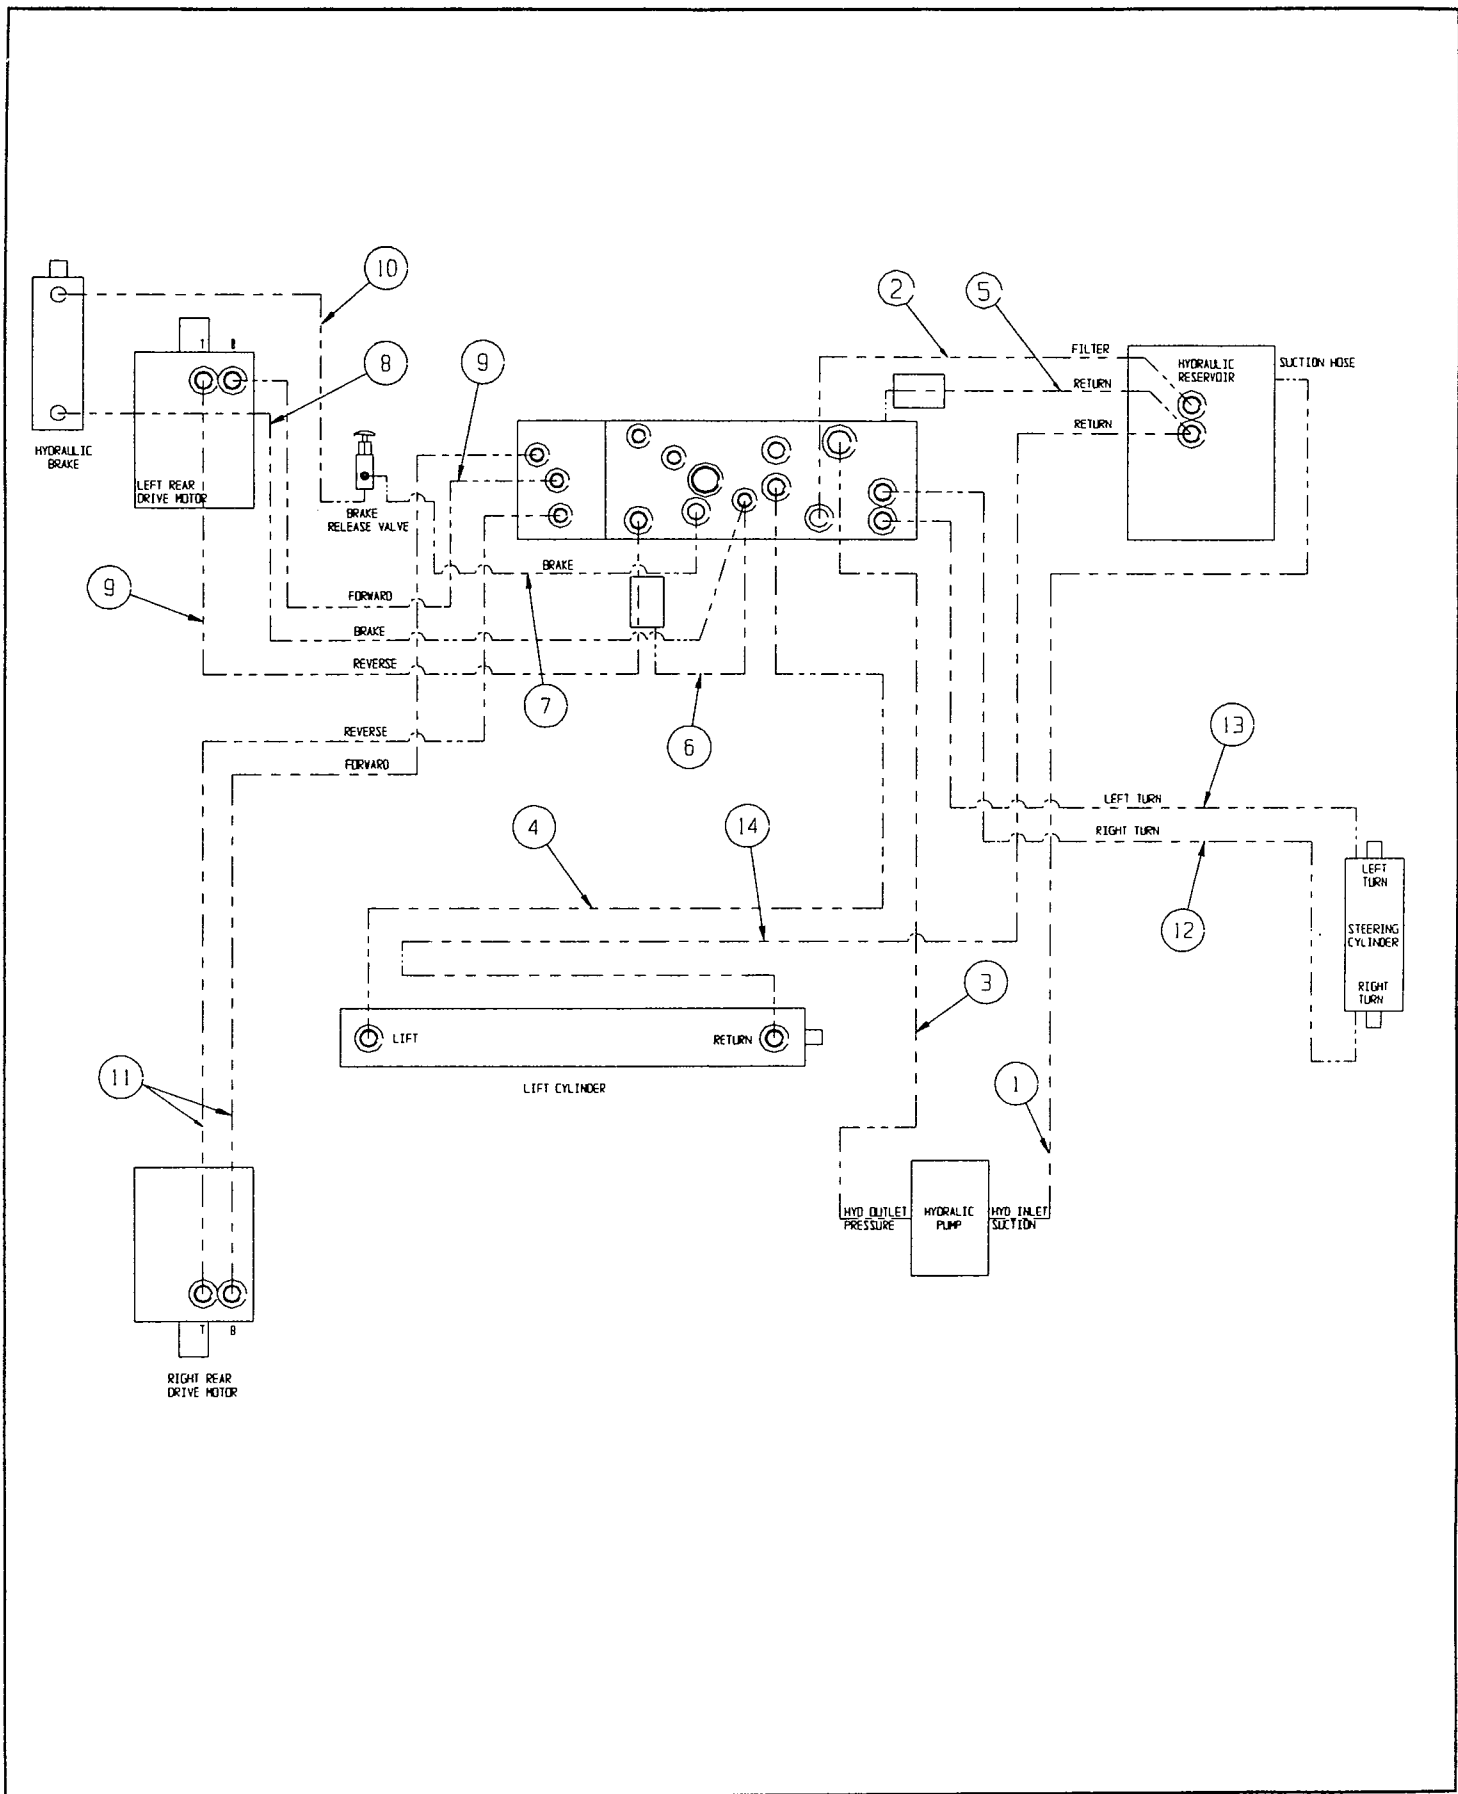 10
2
5
8
9
FILTER
RETURN
RETURN
HYDRAULIC
RESERVOIR
SUCTION HOSE
T
HYDRAULIC
BRAKE
LEFT REAR
DRIVE MOTOR
BRAKE
RELEASE VALVE
BRAKE
9
FORWARD
BRAKE
REVERSE
7
6
REVERSE
FORWARD
13
LEFT TURN
RIGHT TURN
4
14
12
LEFT
TURN
STEERING
CYLINDER
RIGHT
TURN
3
LIFT
RETURN
LIFT CYLINDER
11
1
HYD OUTLET
PRESSURE
HYDRALIC
PUMP
HYD INLET
SUCTION
T B
RIGHT REAR
DRIVE MOTOR